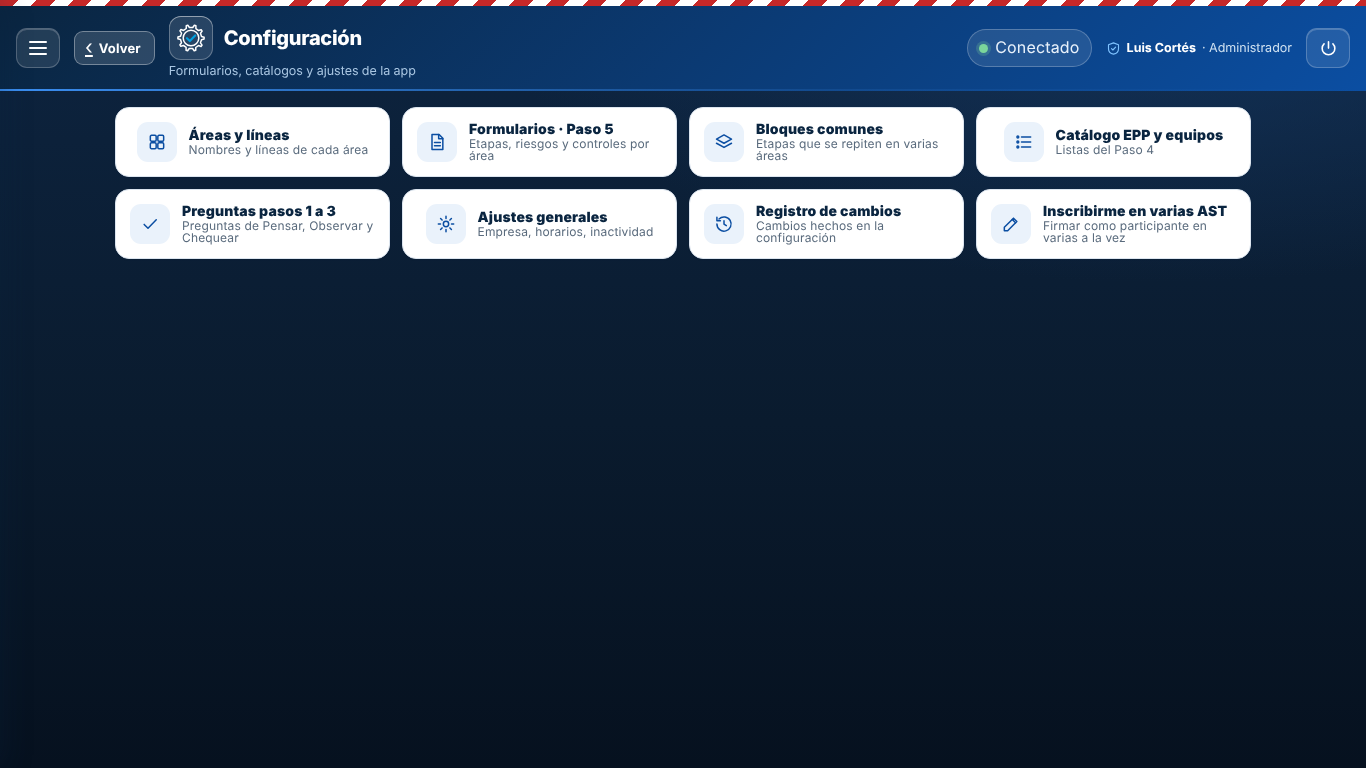 Volver
Configuración
Formularios, catálogos y ajustes de la app
Conectado
Luis Cortés · Administrador
Áreas y líneas
Nombres y líneas de cada área
Formularios · Paso 5
Etapas, riesgos y controles por
área
Bloques comunes
Etapas que se repiten en varias
áreas
Catálogo EPP y equipos
Listas del Paso 4
Preguntas pasos 1 a 3
Preguntas de Pensar, Observar y
Chequear
Ajustes generales
Empresa, horarios, inactividad
Registro de cambios
Cambios hechos en la
configuración
Inscribirme en varias AST
Firmar como participante en
varias a la vez